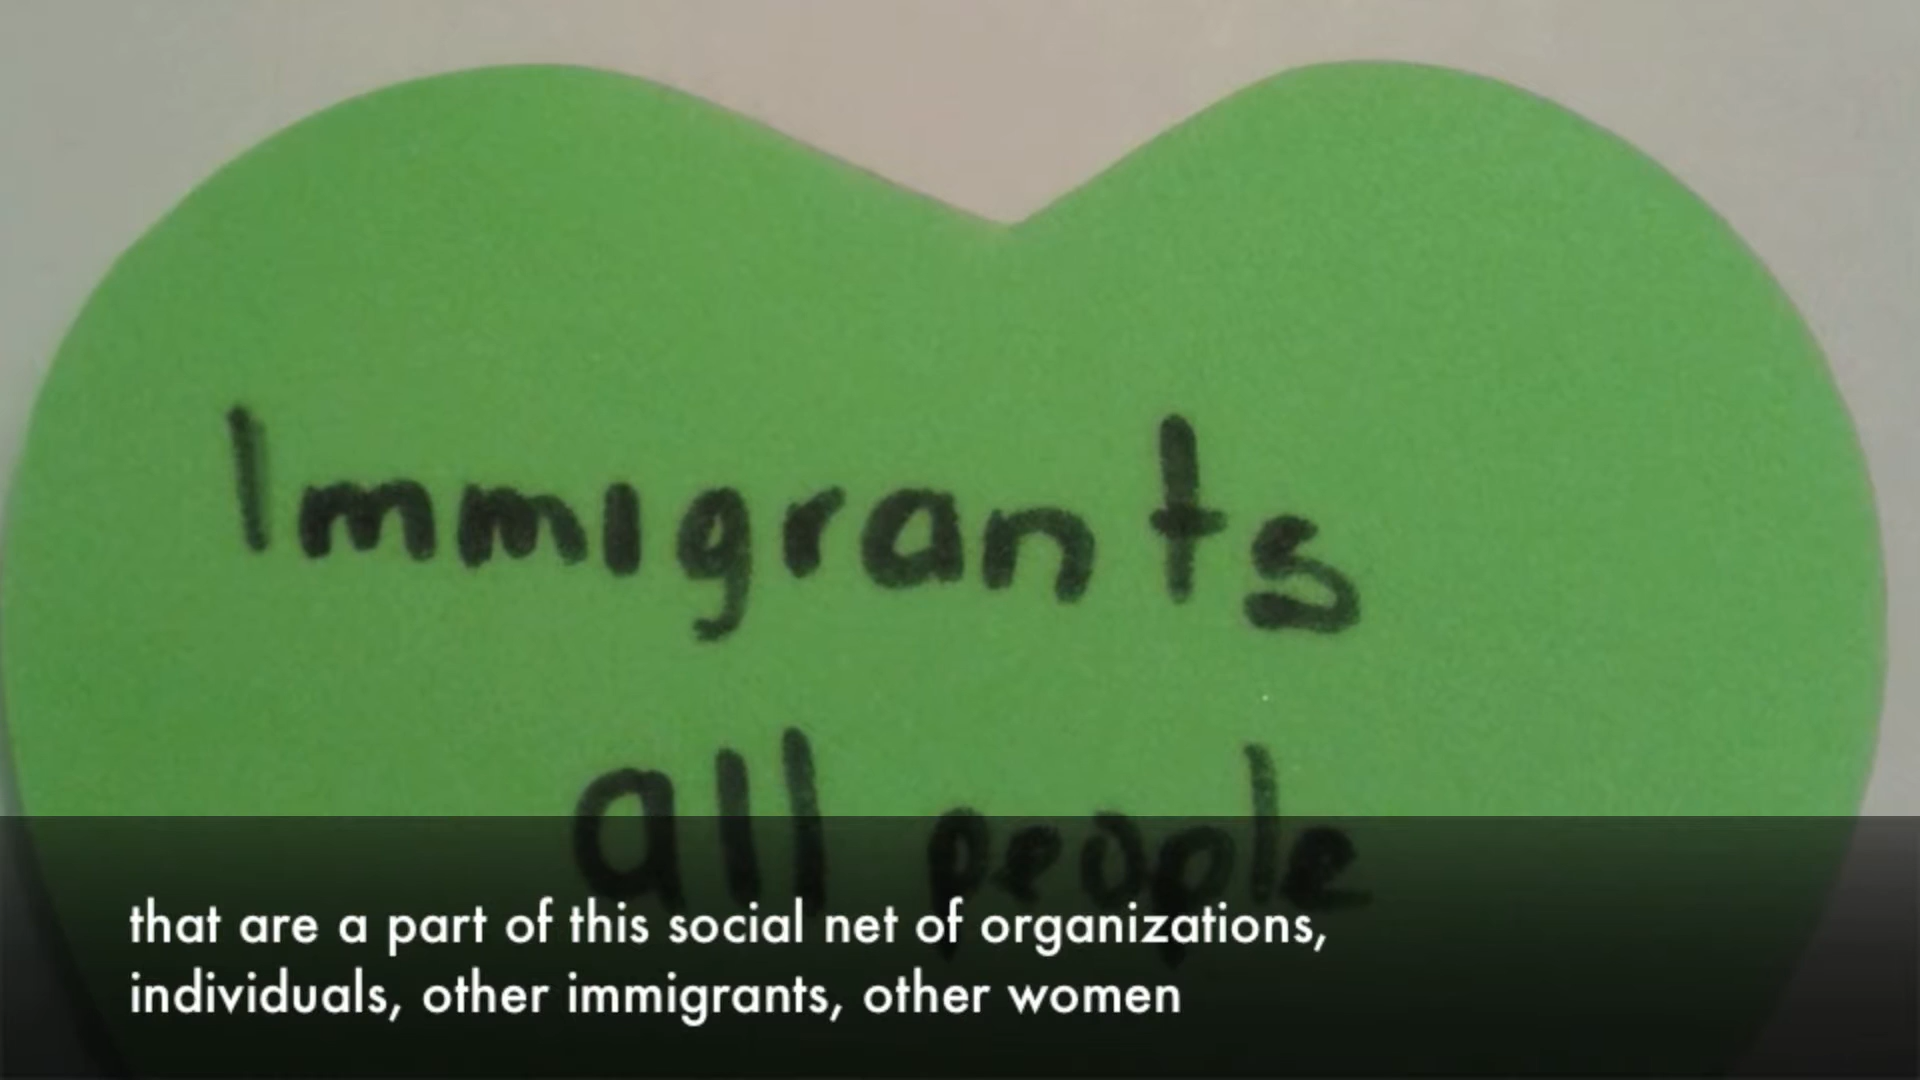 Immigrants
all people
that are a part of this social net of organizations,
individuals, other immigrants, other women